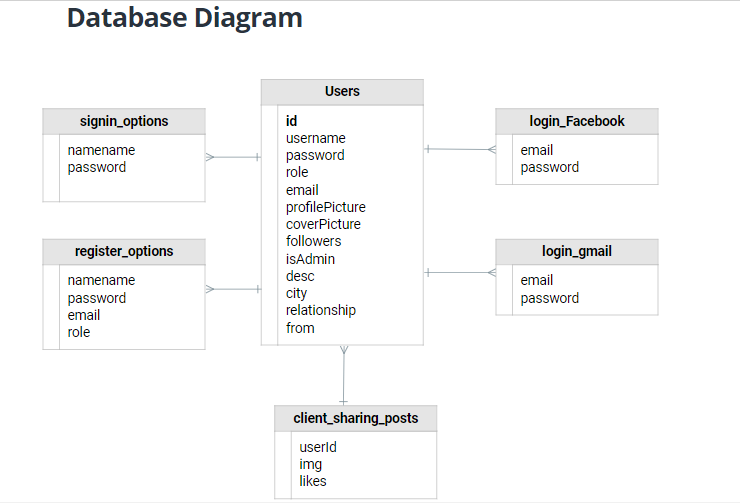 Database Diagram
signin_options
namename
password
register_options
namename
password
email
role
Users
id
username
password
role
email
profilePicture
coverPicture
followers
isAdmin
desc
city
relationship
from
login_Facebook
email
password
login_gmail
email
password
client_sharing_posts
userId
img
likes